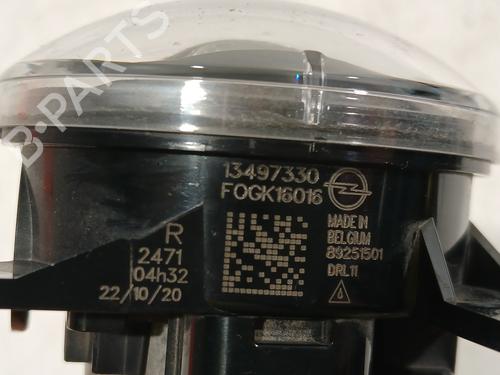 B-PARTS
13497330
FOGK16016
R
2471
04h32
22/10/20
MADE IN
BELGIUM
89251501
DRL11